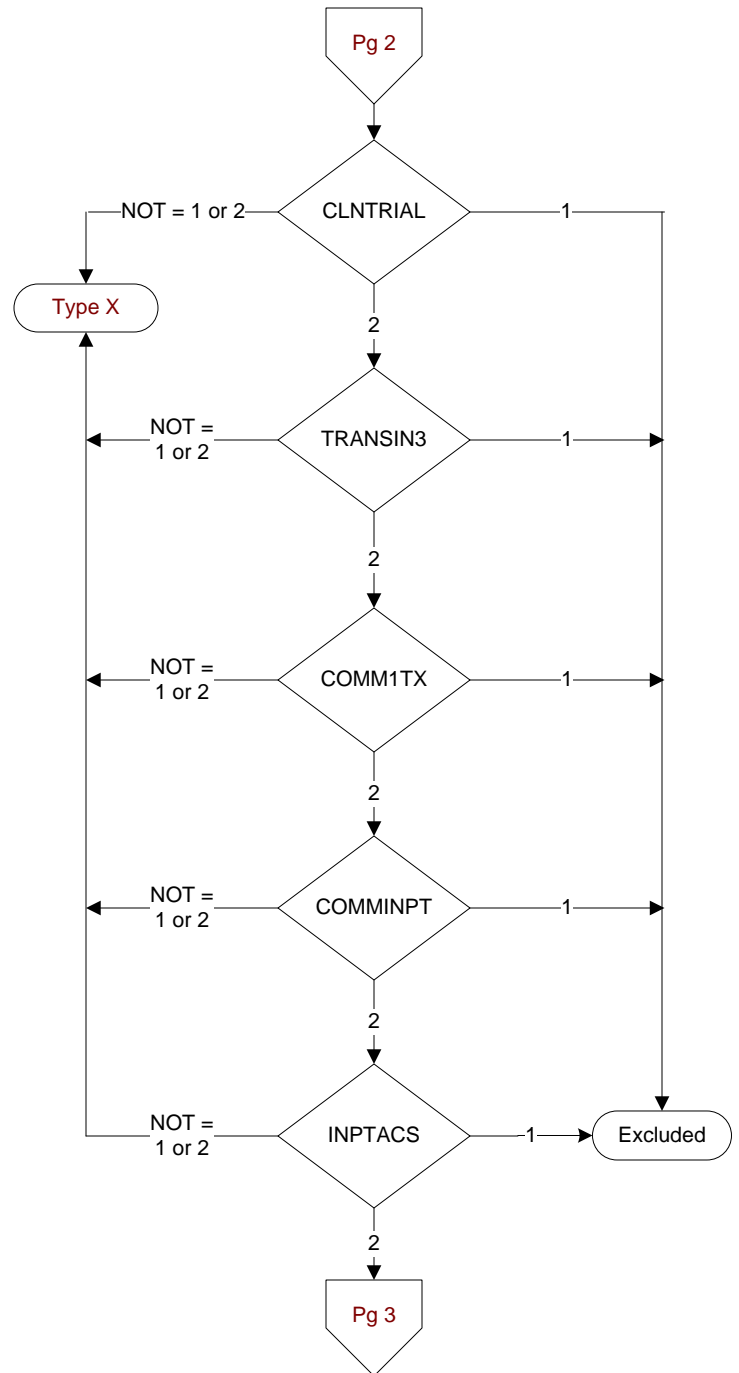 Pg 2
CLNTRIAL
NOT = 1 or 2
1
Type X
2
TRANSIN3
NOT =
1 or 2
1
2
COMM1TX
NOT =
1 or 2
1
2
COMMINPT
NOT =
1 or 2
1
2
INPTACS
NOT =
1 or 2
1
Excluded
2
Pg 3